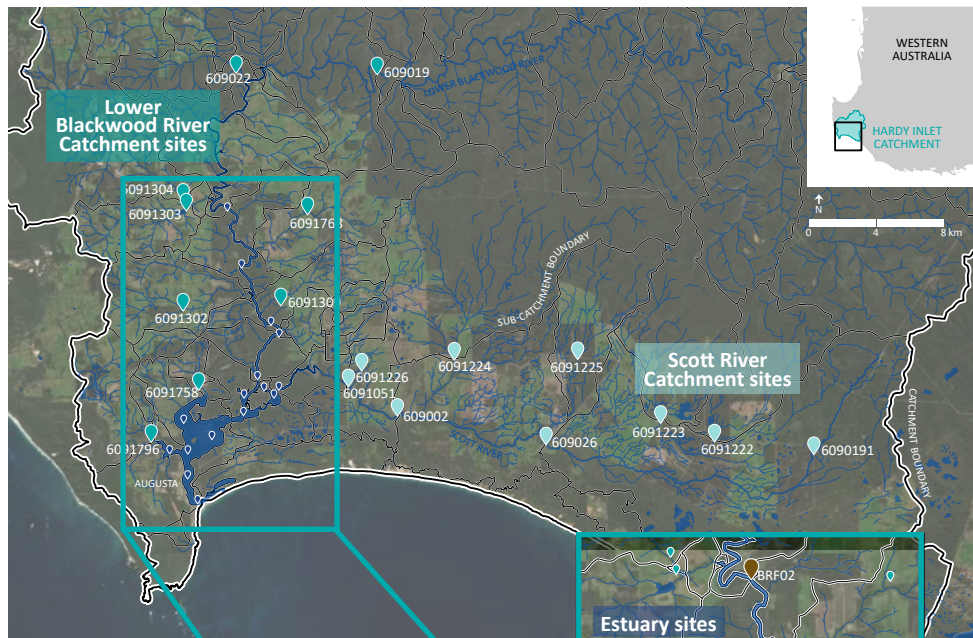 WESTERN
AUSTRALIA
HARDY INLET
CATCHMENT
N
0 4 8 km
609022
609019
LOWER BLACKWOOD RIVER
Lower
Blackwood River
Catchment sites
6091304
6091303
6091768
6091302
609130
SUB-CATCHMENT BOUNDARY
6091224
6091225
6091226
6091051
6091758
Scott River
Catchment sites
609002
6091223
609026
6091222
6090191
6091796
SCOTT RIVER
CATCHMENT BOUNDARY
AUGUSTA
BRF02
Estuary sites